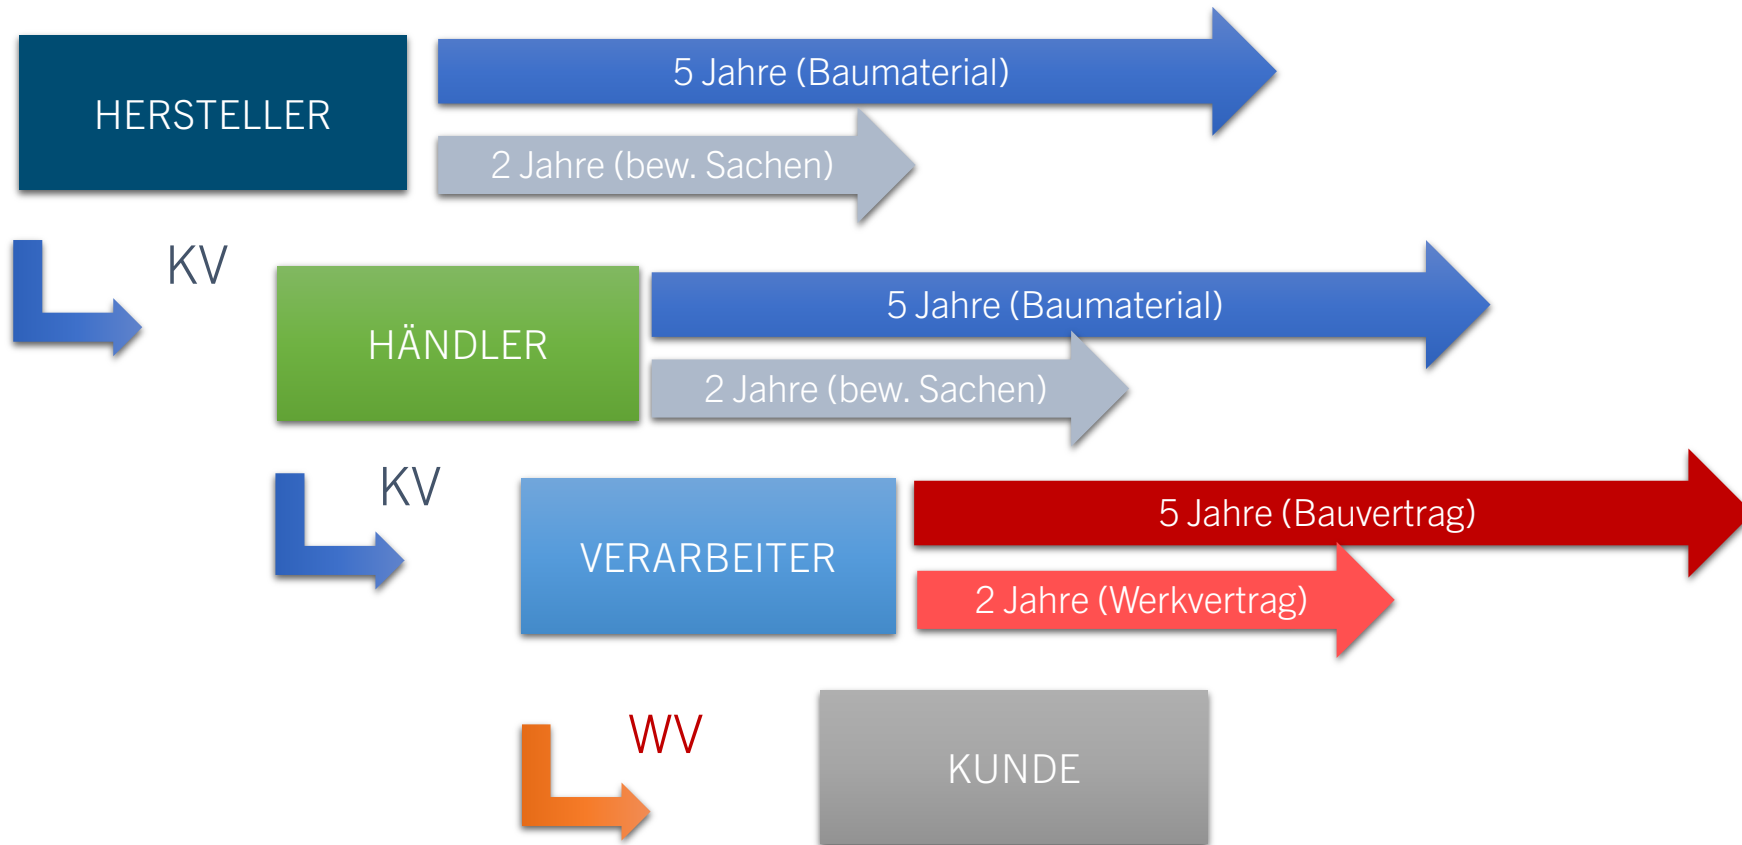 HERSTELLER
5 Jahre (Baumaterial)
2 Jahre (bew. Sachen)
KV
HÄNDLER
5 Jahre (Baumaterial)
2 Jahre (bew. Sachen)
KV
VERARBEITER
5 Jahre (Bauvertrag)
2 Jahre (Werkvertrag)
WV
KUNDE